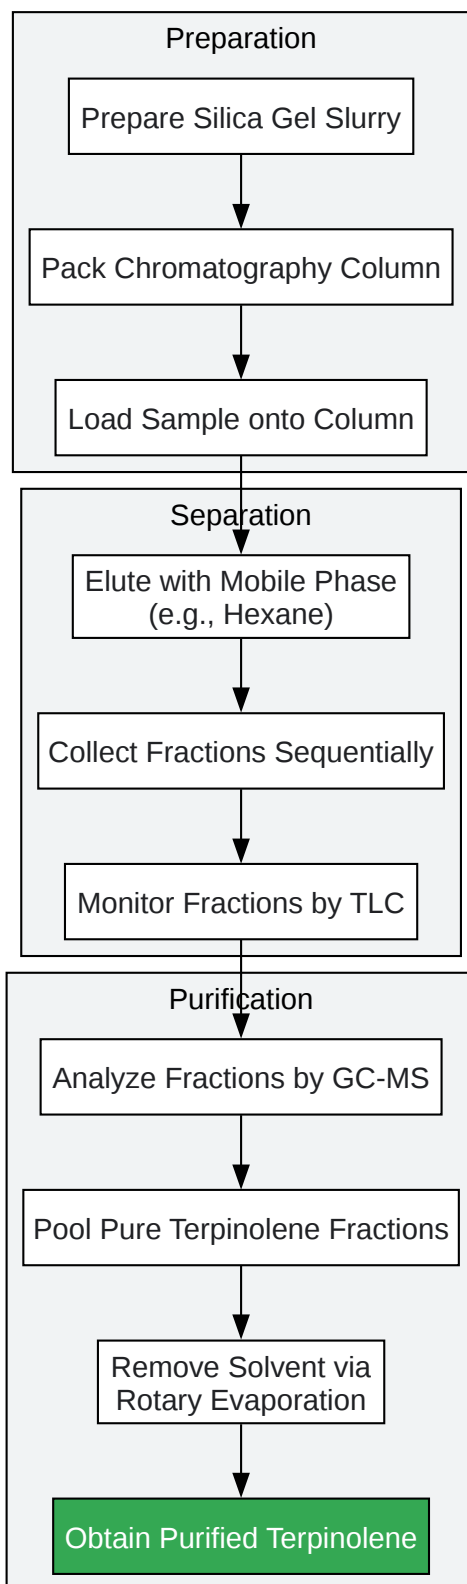 Preparation
Prepare Silica Gel Slurry
Pack Chromatography Column
Load Sample onto Column
Separation
Elute with Mobile Phase
(e.g., Hexane)
Collect Fractions Sequentially
Monitor Fractions by TLC
Purification
Analyze Fractions by GC-MS
Pool Pure Terpinolene Fractions
Remove Solvent via
Rotary Evaporation
Obtain Purified Terpinolene